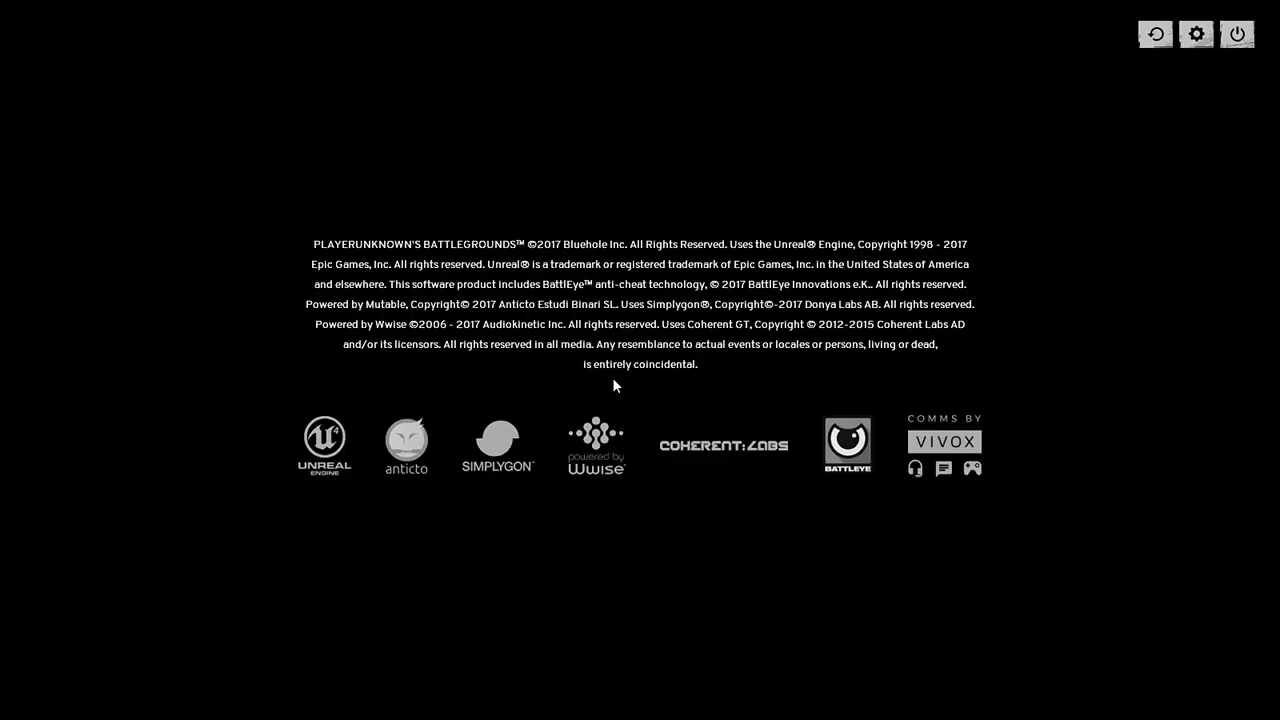 PLAYERUNKNOWN'S BATTLEGROUNDS™ ©2017 Bluehole Inc. All Rights Reserved. Uses the Unreal® Engine, Copyright 1998 - 2017
Epic Games, Inc. All rights reserved. Unreal® is a trademark or registered trademark of Epic Games, Inc. in the United States of America
and elsewhere. This software product includes BattlEye™ anti-cheat technology, © 2017 BattlEye Innovations e.K.. All rights reserved.
Powered by Mutable, Copyright© 2017 Anticto Estudi Binari SL. Uses Simplygon®, Copyright©-2017 Donya Labs AB. All rights reserved.
Powered by Wwise ©2006 - 2017 Audiokinetic Inc. All rights reserved. Uses Coherent GT, Copyright © 2012-2015 Coherent Labs AD
and/or its licensors. All rights reserved in all media. Any resemblance to actual events or locales or persons, living or dead,
is entirely coincidental.
U4
UNREAL
ENGINE
anticto
SIMPLYGON™
powered by
Wwise
COHERENT:LABS
BATTLEYE
COMMS BY
VIVOX